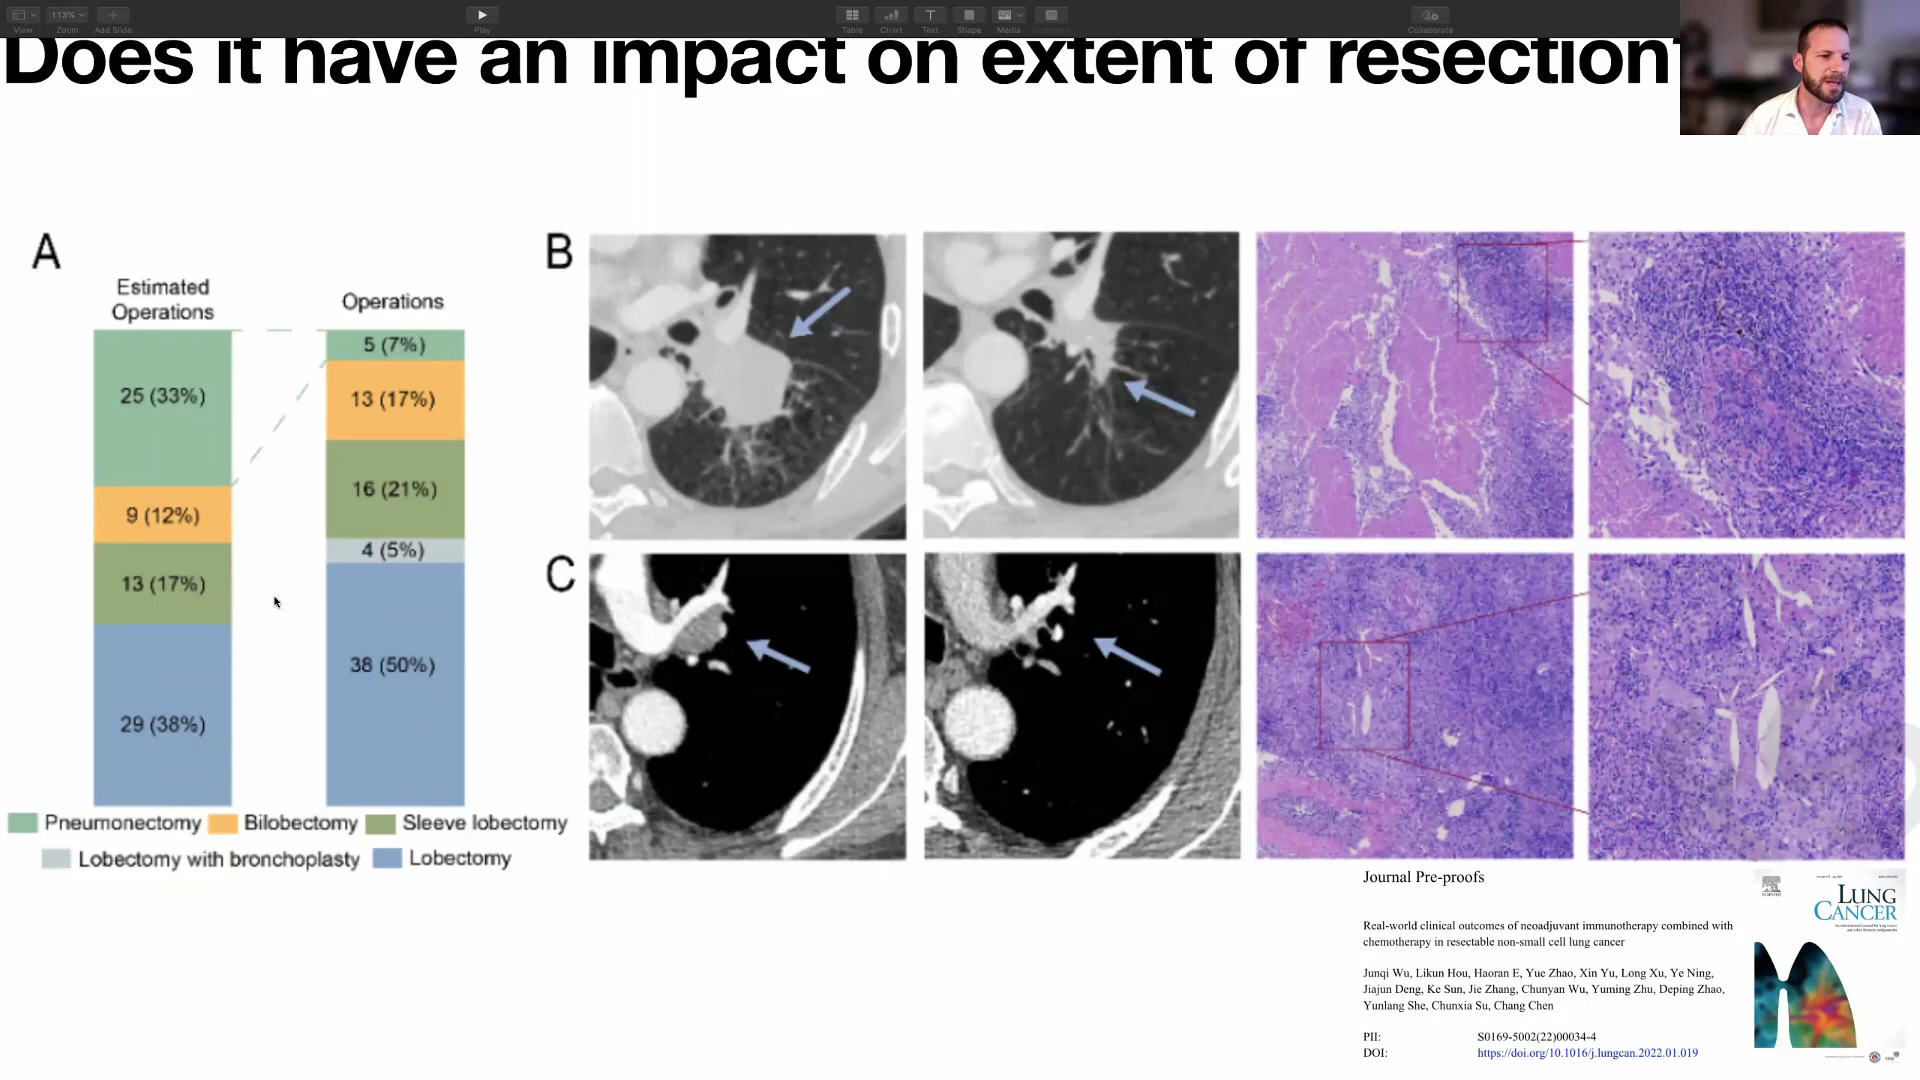 View
113%
Zoom
Add Slide
Play
Table
Chart
Text
Shape
Media
Comment
Collaborate
Does it have an impact on extent of resection
A
Estimated
Operations
Operations
25 (33%)
9 (12%)
13 (17%)
29 (38%)
5 (7%)
13 (17%)
16 (21%)
4 (5%)
38 (50%)
Pneumonectomy
Bilobectomy
Sleeve lobectomy
Lobectomy with bronchoplasty
Lobectomy
B
C
Journal Pre-proofs
Real-world clinical outcomes of neoadjuvant immunotherapy combined with
chemotherapy in resectable non-small cell lung cancer
Junqi Wu, Likun Hou, Haoran E, Yue Zhao, Xin Yu, Long Xu, Ye Ning,
Jiajun Deng, Ke Sun, Jie Zhang, Chunyan Wu, Yuming Zhu, Deping Zhao,
Yunlang She, Chunxia Su, Chang Chen
PII: S0169-5002(22)00034-4
DOI: https://doi.org/10.1016/j.lungcan.2022.01.019
LUNG
CANCER